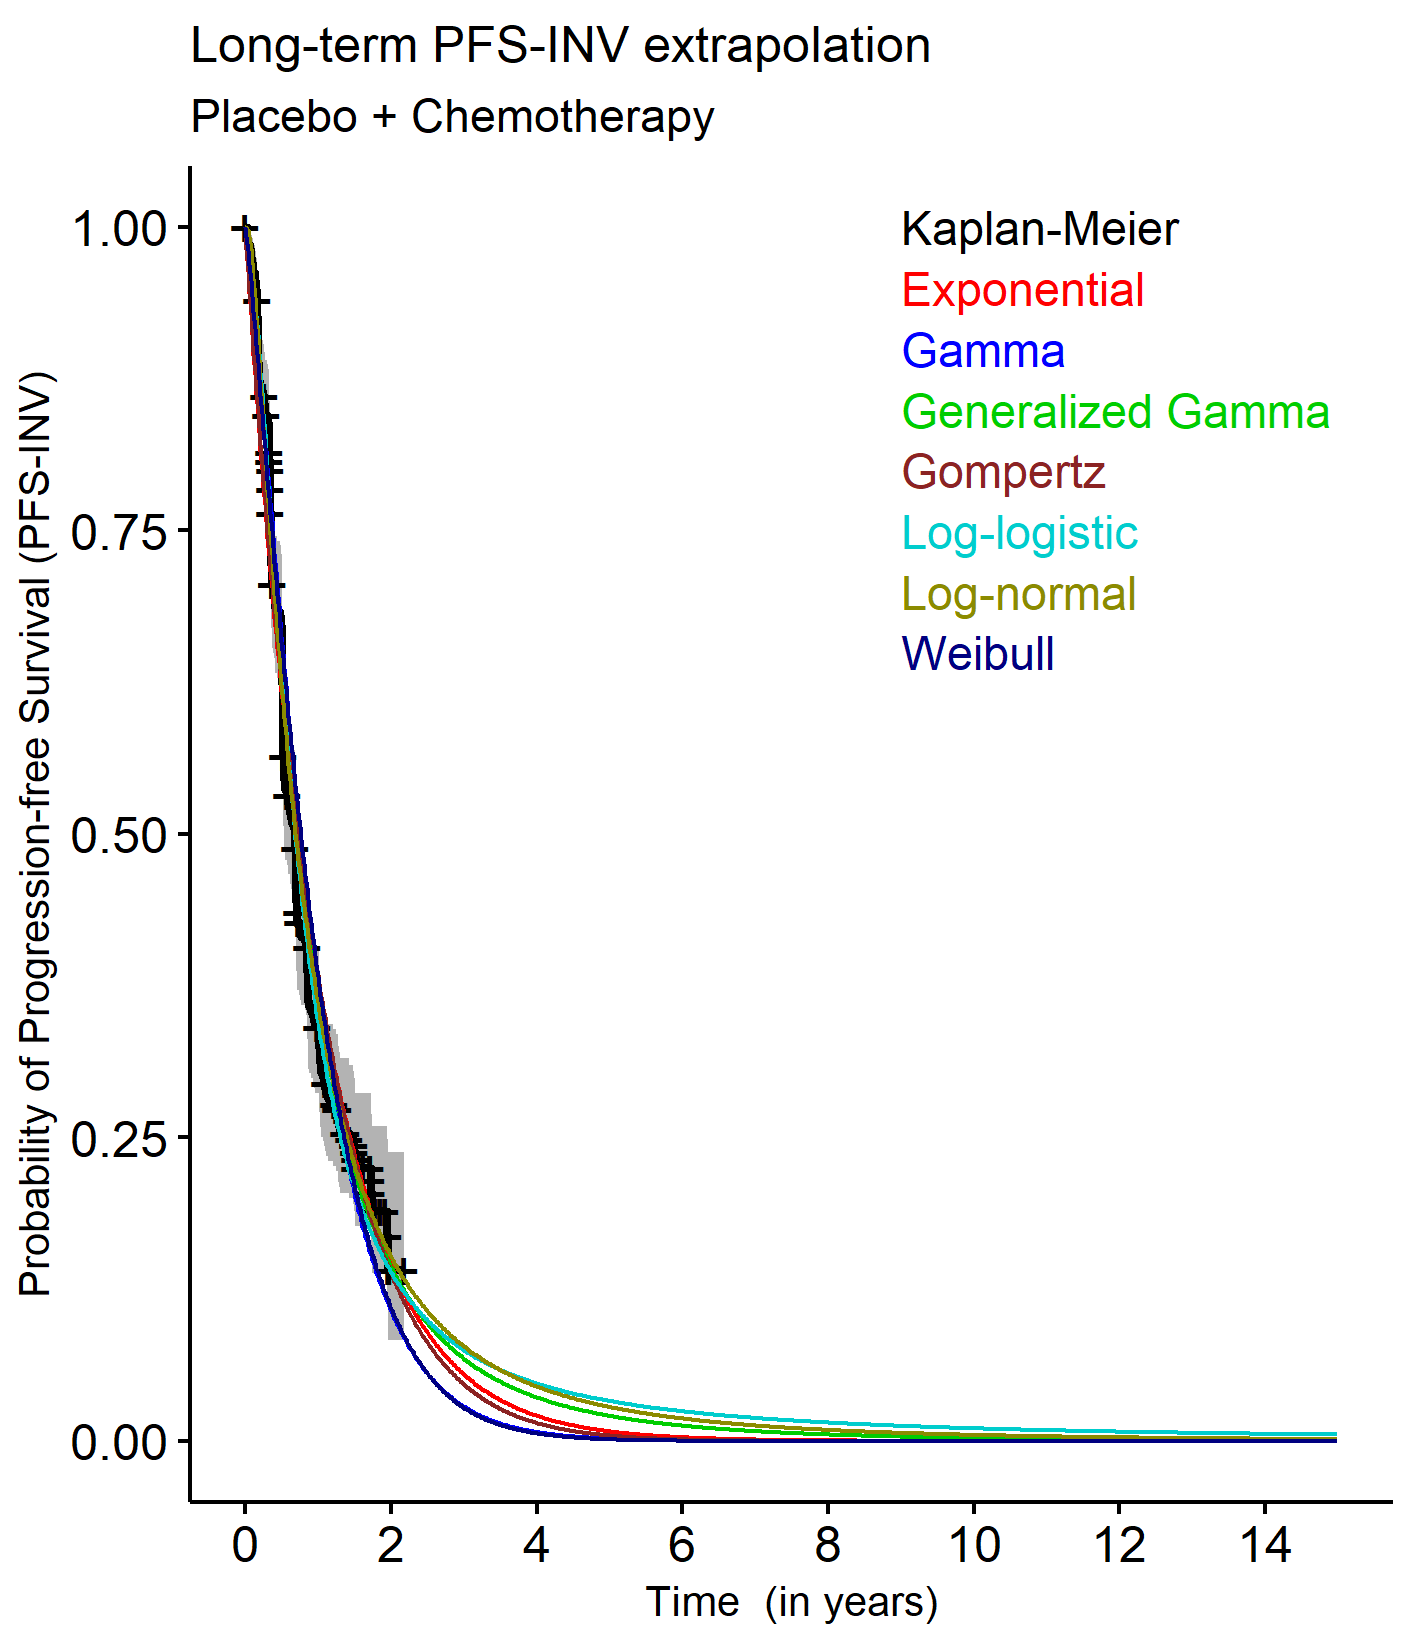 Long-term PFS-INV extrapolation
Placebo + Chemotherapy
Probability of Progression-free Survival (PFS-INV)
1.00
0.75
0.50
0.25
0.00
Kaplan-Meier
Exponential
Gamma
Generalized Gamma
Gompertz
Log-logistic
Log-normal
Weibull
0 2 4 6 8 10 12 14
Time (in years)